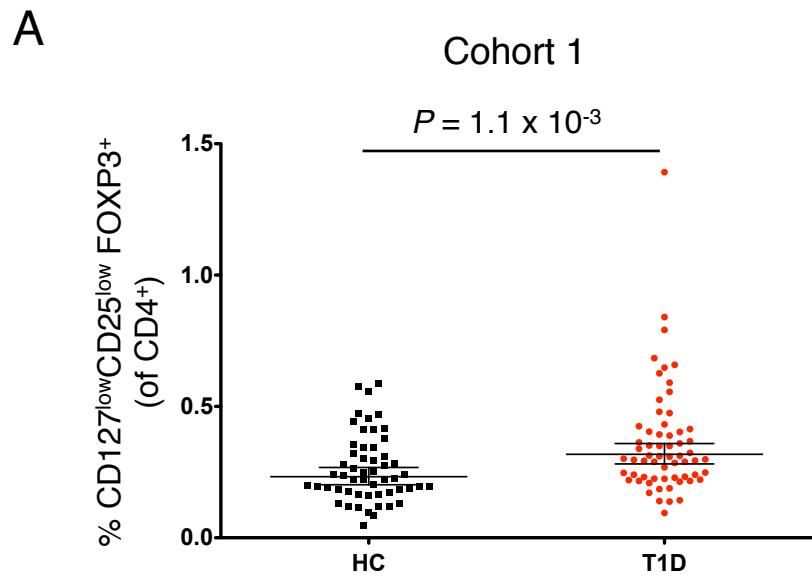 A
Cohort 1
P = 1.1 x 10⁻³
% CD127ˡᵒʷCD25ˡᵒʷ FOXP3⁺
(of CD4⁺)
1.5
1.0
0.5
0.0
HC
T1D